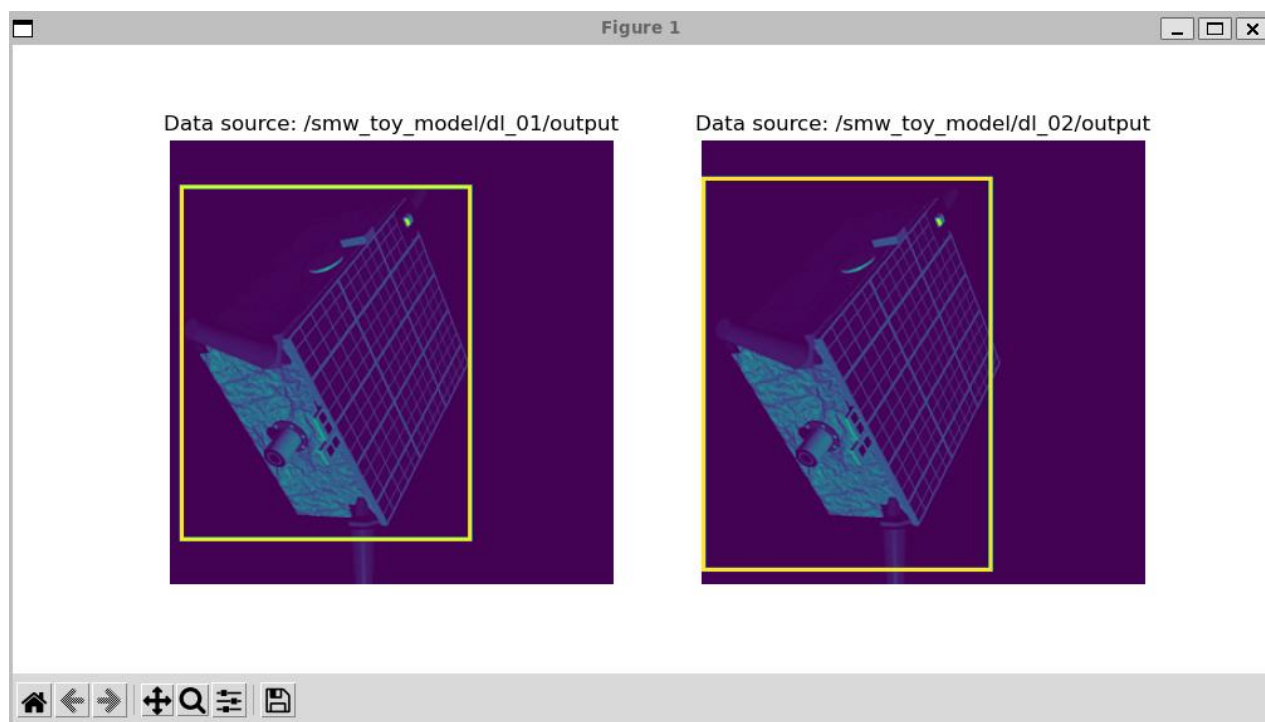 Figure 1
Data source: /smw_toy_model/dl_01/output
Data source: /smw_toy_model/dl_02/output